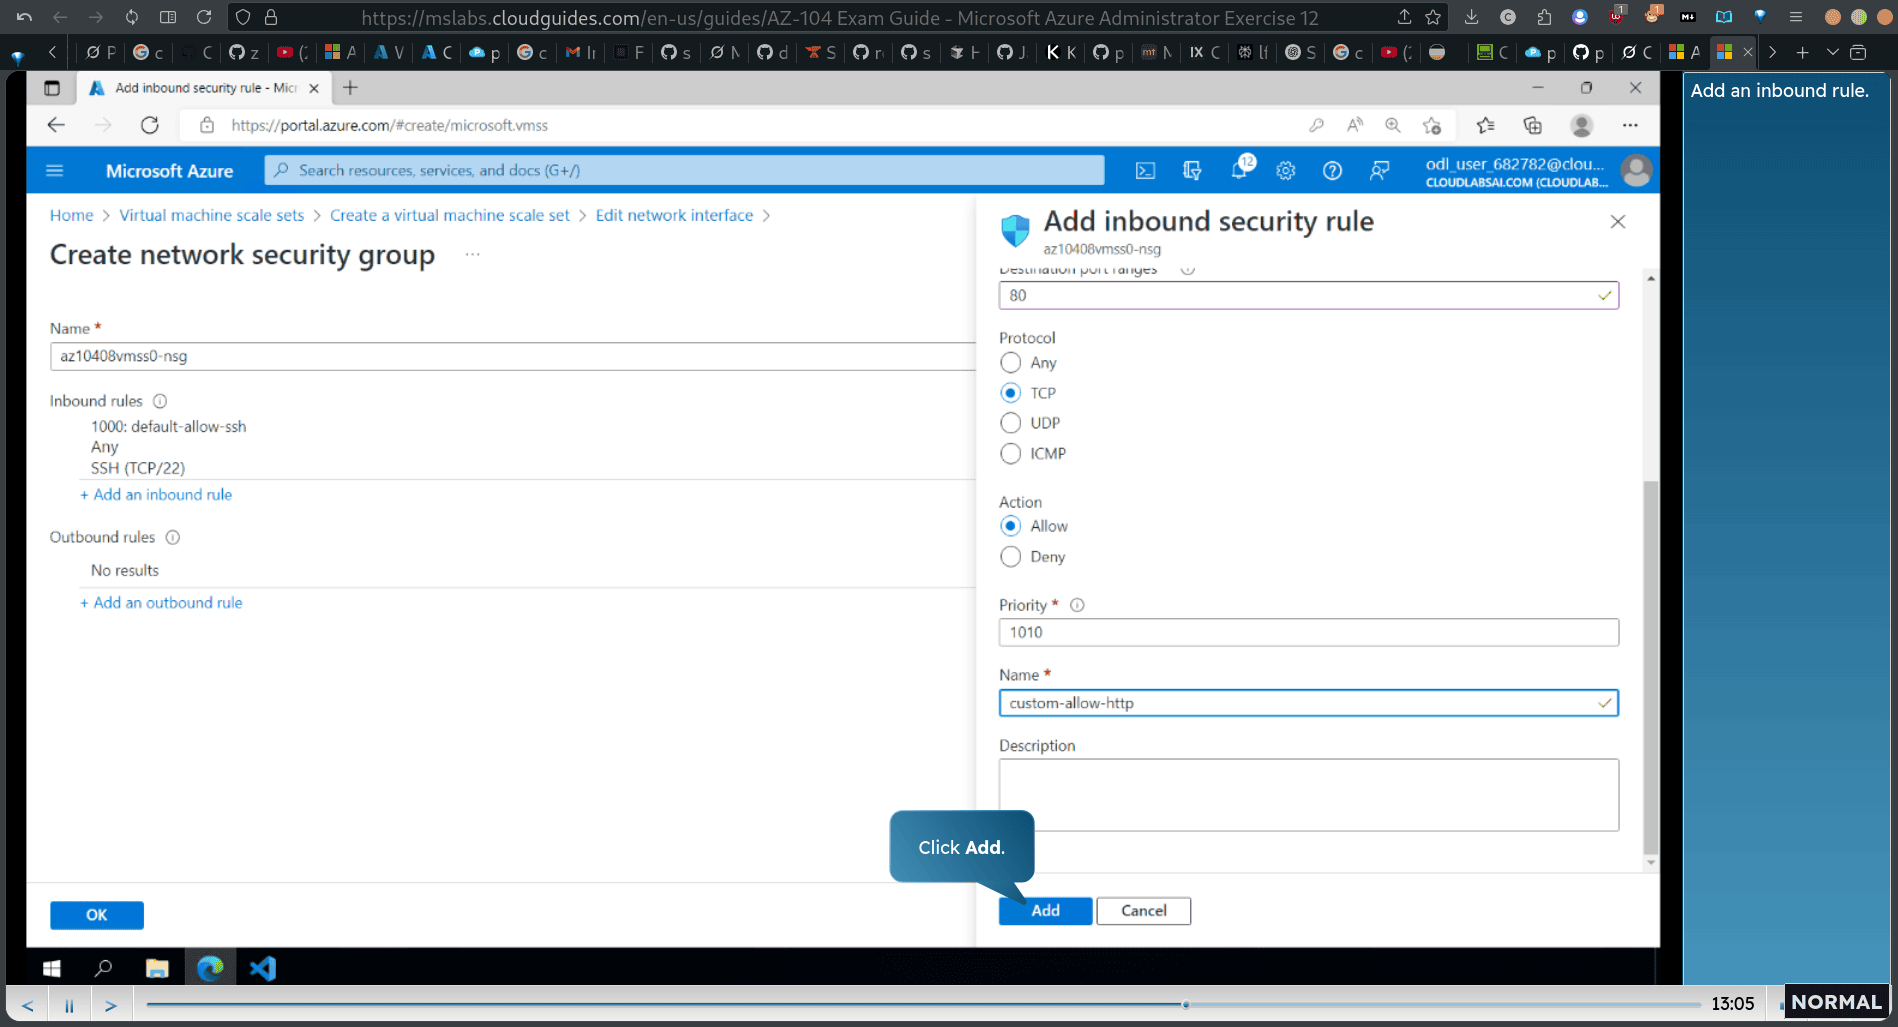 https://mslabs.cloudguides.com/en-us/guides/AZ-104 Exam Guide - Microsoft Azure Administrator Exercise 12
Add inbound security rule - Micr
https://portal.azure.com/#create/microsoft.vmss
Microsoft Azure
Search resources, services, and docs (G+/)
12
odl_user_682782@clou...
CLOUDLABSAI.COM (CLOUDLAB...
Home > Virtual machine scale sets > Create a virtual machine scale set > Edit network interface >
Create network security group ...
Name *
az10408vmss0-nsg
Inbound rules
1000: default-allow-ssh
Any
SSH (TCP/22)
+ Add an inbound rule
Outbound rules
No results
+ Add an outbound rule
OK
Add inbound security rule
az10408vmss0-nsg
Destination port ranges
80
Protocol
Any
TCP
UDP
ICMP
Action
Allow
Deny
Priority *
1010
Name *
custom-allow-http
Description
Click Add.
Add
Cancel
Add an inbound rule.
13:05
NORMAL